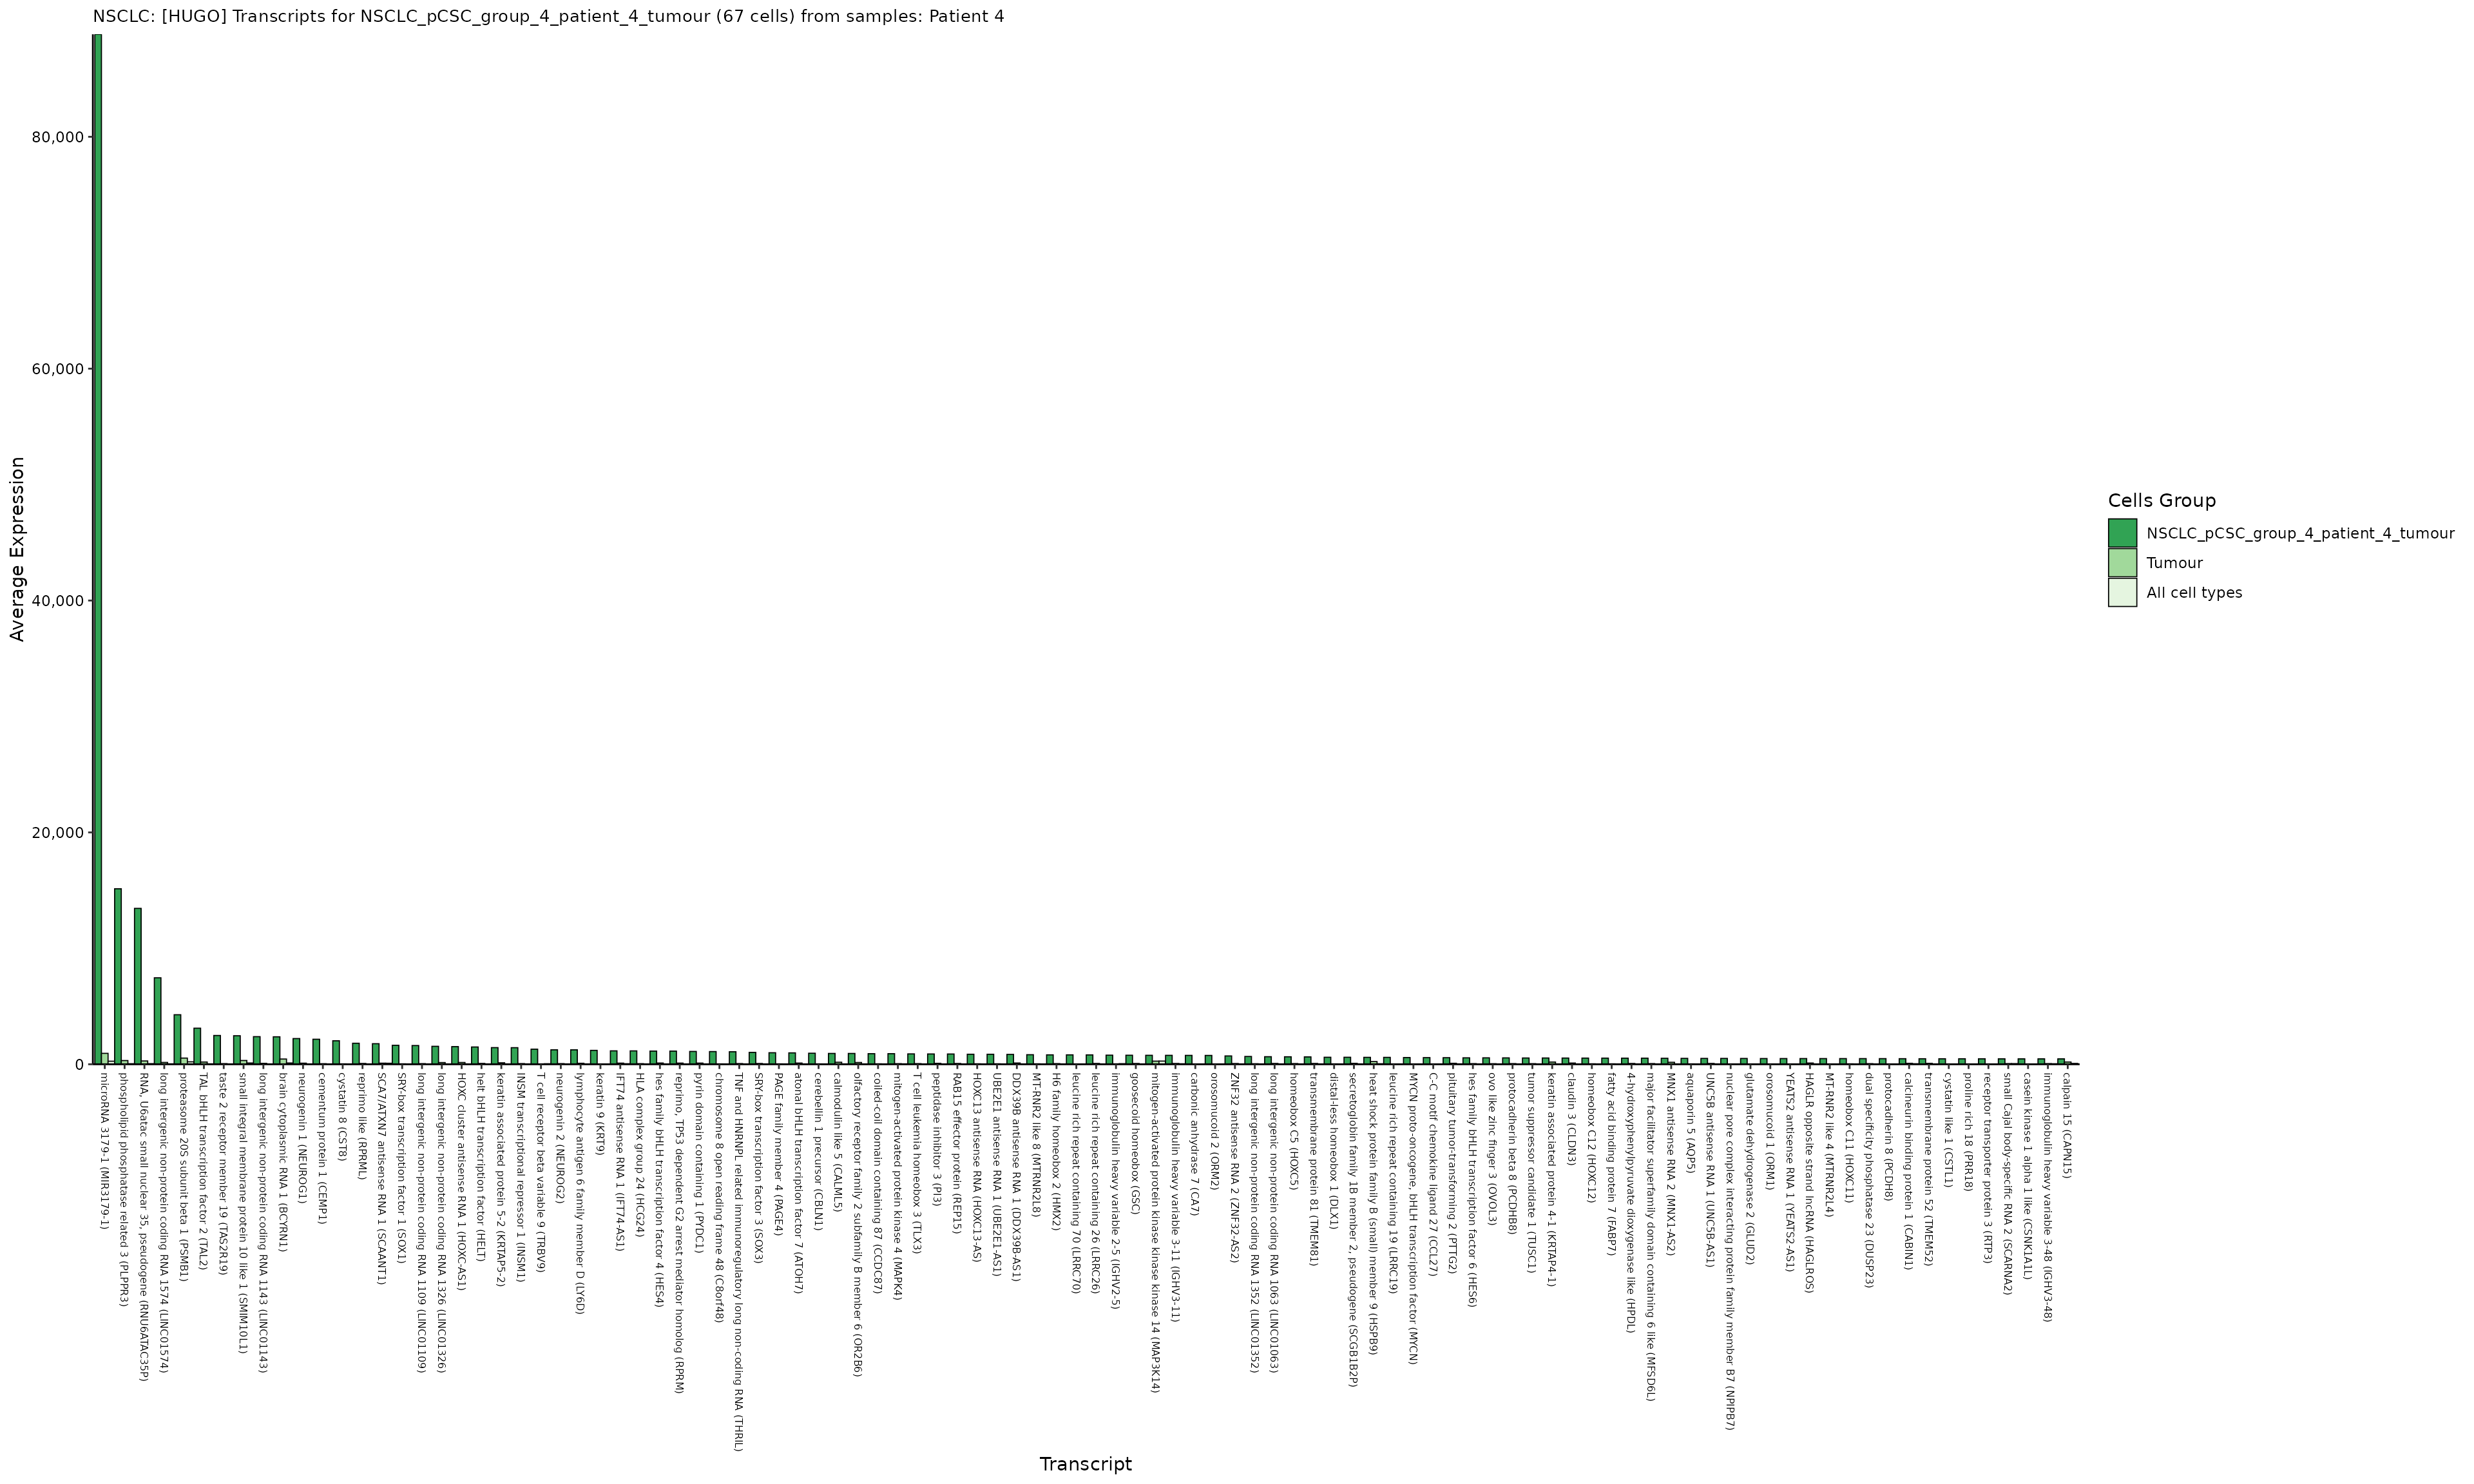 NSCLC: [HUGO] Transcripts for NSCLC_pCSC_group_4_patient_4_tumour (67 cells) from samples: Patient 4
Average Expression
80,000
60,000
40,000
20,000
0
microRNA 3179-1 (MIR3179-1)
phospholipid phosphatase related 3 (PLPPR3)
RNA, U6atac small nuclear 35, pseudogene (RNU6ATAC35P)
long intergenic non-protein coding RNA 1574 (LINC01574)
proteasome 20S subunit beta 1 (PSMB1)
TAL bHLH transcription factor 2 (TAL2)
taste 2 receptor member 19 (TAS2R19)
small integral membrane protein 10 like 1 (SMIM10L1)
long intergenic non-protein coding RNA 1143 (LINC01143)
brain cytoplasmic RNA 1 (BCYRN1)
neurogenin 1 (NEUROG1)
cementum protein 1 (CEMP1)
cystatin 8 (CST8)
reprimo like (RPRML)
SCA7/ATXN7 antisense RNA 1 (SCAANT1)
SRY-box transcription factor 1 (SOX1)
long intergenic non-protein coding RNA 1109 (LINC01109)
long intergenic non-protein coding RNA 1326 (LINC01326)
HOXC cluster antisense RNA 1 (HOXC-AS1)
helt bHLH transcription factor (HELT)
keratin associated protein 5-2 (KRTAP5-2)
INSM transcriptional repressor 1 (INSM1)
T cell receptor beta variable 9 (TRBV9)
neurogenin 2 (NEUROG2)
lymphocyte antigen 6 family member D (LY6D)
keratin 9 (KRT9)
IFT74 antisense RNA 1 (IFT74-AS1)
HLA complex group 24 (HCG24)
hes family bHLH transcription factor 4 (HES4)
reprimo, TP53 dependent G2 arrest mediator homolog (RPRM)
pyrin domain containing 1 (PYDC1)
chromosome 8 open reading frame 48 (C8orf48)
TNF and HNRNPL related immunoregulatory long non-coding RNA (THRIL)
SRY-box transcription factor 3 (SOX3)
PAGE family member 4 (PAGE4)
atonal bHLH transcription factor 7 (ATOH7)
cerebellin 1 precursor (CBLN1)
calmodulin like 5 (CALML5)
olfactory receptor family 2 subfamily B member 6 (OR2B6)
coiled-coil domain containing 87 (CCDC87)
mitogen-activated protein kinase 4 (MAPK4)
T cell leukemia homeobox 3 (TLX3)
peptidase inhibitor 3 (PI3)
RAB15 effector protein (REP15)
HOXC13 antisense RNA (HOXC13-AS)
UBE2E1 antisense RNA 1 (UBE2E1-AS1)
DDX39B antisense RNA 1 (DDX39B-AS1)
MT-RNR2 like 8 (MTRNR2L8)
H6 family homeobox 2 (HMX2)
leucine rich repeat containing 70 (LRRC70)
leucine rich repeat containing 26 (LRRC26)
immunoglobulin heavy variable 2-5 (IGHV2-5)
goosecoid homeobox (GSC)
mitogen-activated protein kinase kinase kinase 14 (MAP3K14)
immunoglobulin heavy variable 3-11 (IGHV3-11)
carbonic anhydrase 7 (CA7)
orosomucoid 2 (ORM2)
ZNF32 antisense RNA 2 (ZNF32-AS2)
long intergenic non-protein coding RNA 1352 (LINC01352)
long intergenic non-protein coding RNA 1063 (LINC01063)
homeobox C5 (HOXC5)
transmembrane protein 81 (TMEM81)
distal-less homeobox 1 (DLX1)
secretoglobin family 1B member 2, pseudogene (SCGB1B2P)
heat shock protein family B (small) member 9 (HSPB9)
leucine rich repeat containing 19 (LRRC19)
MYCN proto-oncogene, bHLH transcription factor (MYCN)
C-C motif chemokine ligand 27 (CCL27)
pituitary tumor-transforming 2 (PTTG2)
hes family bHLH transcription factor 6 (HES6)
ovo like zinc finger 3 (OVOL3)
protocadherin beta 8 (PCDHB8)
tumor suppressor candidate 1 (TUSC1)
keratin associated protein 4-1 (KRTAP4-1)
claudin 3 (CLDN3)
homeobox C12 (HOXC12)
fatty acid binding protein 7 (FABP7)
4-hydroxyphenylpyruvate dioxygenase like (HPDL)
major facilitator superfamily domain containing 6 like (MFSD6L)
MNX1 antisense RNA 2 (MNX1-AS2)
aquaporin 5 (AQP5)
UNC5B antisense RNA 1 (UNC5B-AS1)
nuclear pore complex interacting protein family member B7 (NPIPB7)
glutamate dehydrogenase 2 (GLUD2)
orosomucoid 1 (ORM1)
YEATS2 antisense RNA 1 (YEATS2-AS1)
HAGLR opposite strand lncRNA (HAGLROS)
MT-RNR2 like 4 (MTRNR2L4)
homeobox C11 (HOXC11)
dual specificity phosphatase 23 (DUSP23)
protocadherin 8 (PCDH8)
calcineurin binding protein 1 (CABIN1)
transmembrane protein 52 (TMEM52)
cystatin like 1 (CSTL1)
proline rich 18 (PRR18)
receptor transporter protein 3 (RTP3)
small Cajal body-specific RNA 2 (SCARNA2)
casein kinase 1 alpha 1 like (CSNK1A1L)
immunoglobulin heavy variable 3-48 (IGHV3-48)
calpain 15 (CAPN15)
Transcript
Cells Group
NSCLC_pCSC_group_4_patient_4_tumour
Tumour
All cell types